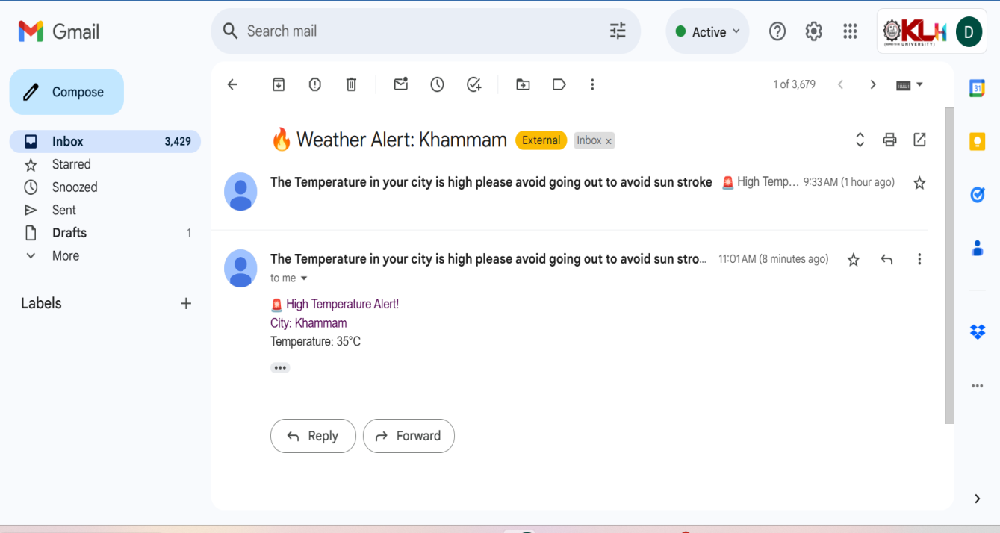 Gmail
Search mail
Active
KLH
UNIVERSITY
D
Compose
1 of 3,679
31
Inbox 3,429
Starred
Snoozed
Sent
Drafts 1
More
Labels
🔥 Weather Alert: Khammam External Inbox x
The Temperature in your city is high please avoid going out to avoid sun stroke 🚨 High Temp... 9:33 AM (1 hour ago)
The Temperature in your city is high please avoid going out to avoid sun stro... 11:01 AM (8 minutes ago)
to me
🚨 High Temperature Alert!
City: Khammam
Temperature: 35°C
Reply
Forward